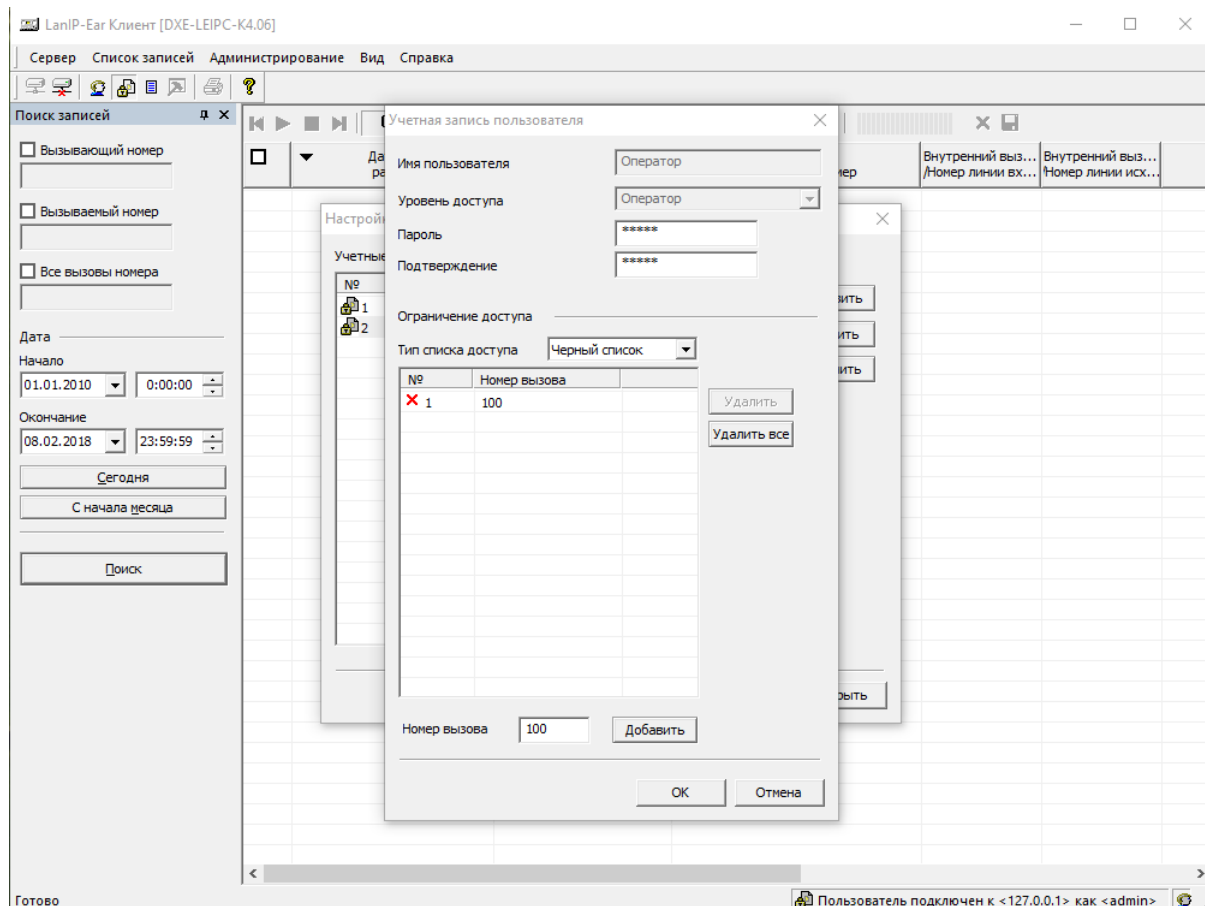 LanIP-Ear Клиент [DXE-LEIPC-K4.06]
Сервер Список записей Администрирование Вид Справка
Поиск записей
Вызывающий номер
Вызываемый номер
Все вызовы номера
Дата
Начало
01.01.2010 0:00:00
Окончание
08.02.2018 23:59:59
Сегодня
С начала месяца
Поиск
Внутренний выз... Внутренний выз...
/Номер линии вх... /Номер линии исх...
Учетная запись пользователя
Имя пользователя Оператор
Уровень доступа Оператор
Пароль *****
Подтверждение *****
Ограничение доступа
Тип списка доступа Черный список
№ Номер вызова
1 100
Удалить
Удалить все
Номер вызова 100 Добавить
OK Отмена
№
1
2
Готово
Пользователь подключен к <127.0.0.1> как <admin>